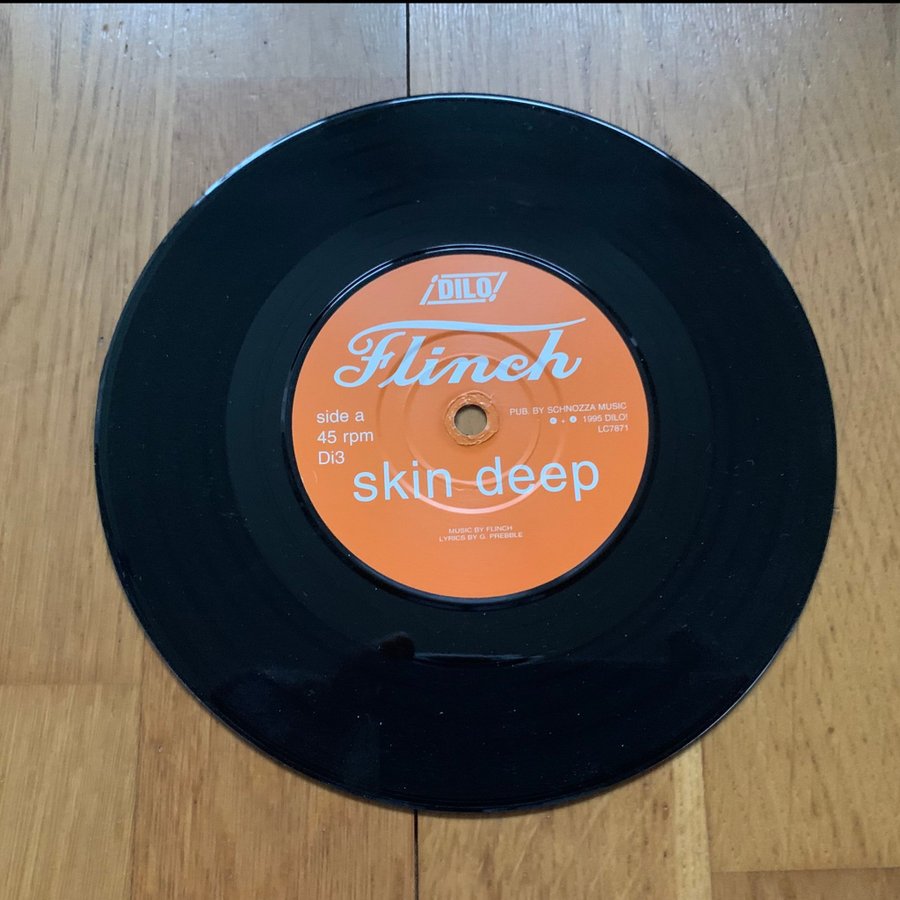 ¡DILO!
Flinch
side a
45 rpm
Di3
PUB. BY SCHNOZZA MUSIC
℗ + © 1995 DILO!
LC7871
skin deep
MUSIC BY FLINCH
LYRICS BY G. PREBBLE